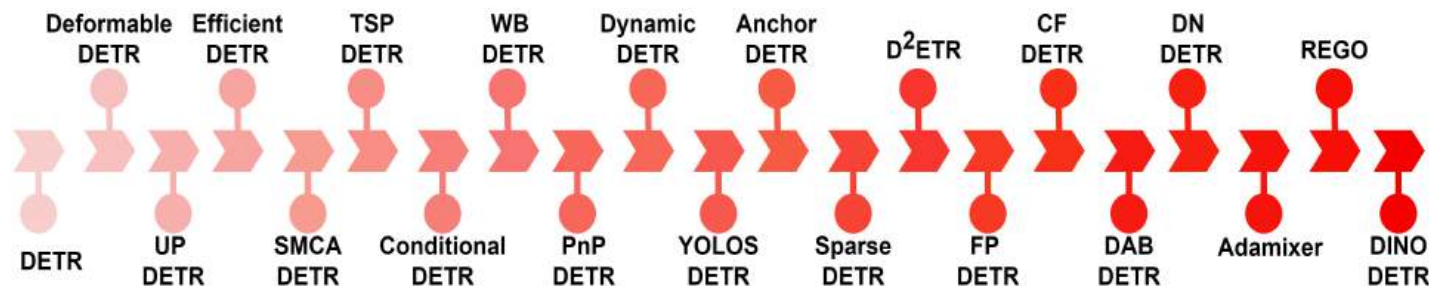 Deformable
DETR
Efficient
DETR
TSP
DETR
WB
DETR
Dynamic
DETR
Anchor
DETR
D²ETR
CF
DETR
DN
DETR
REGO
DETR
UP
DETR
SMCA
DETR
Conditional
DETR
PnP
DETR
YOLOS
DETR
Sparse
DETR
FP
DETR
DAB
DETR
Adamixer
DINO
DETR